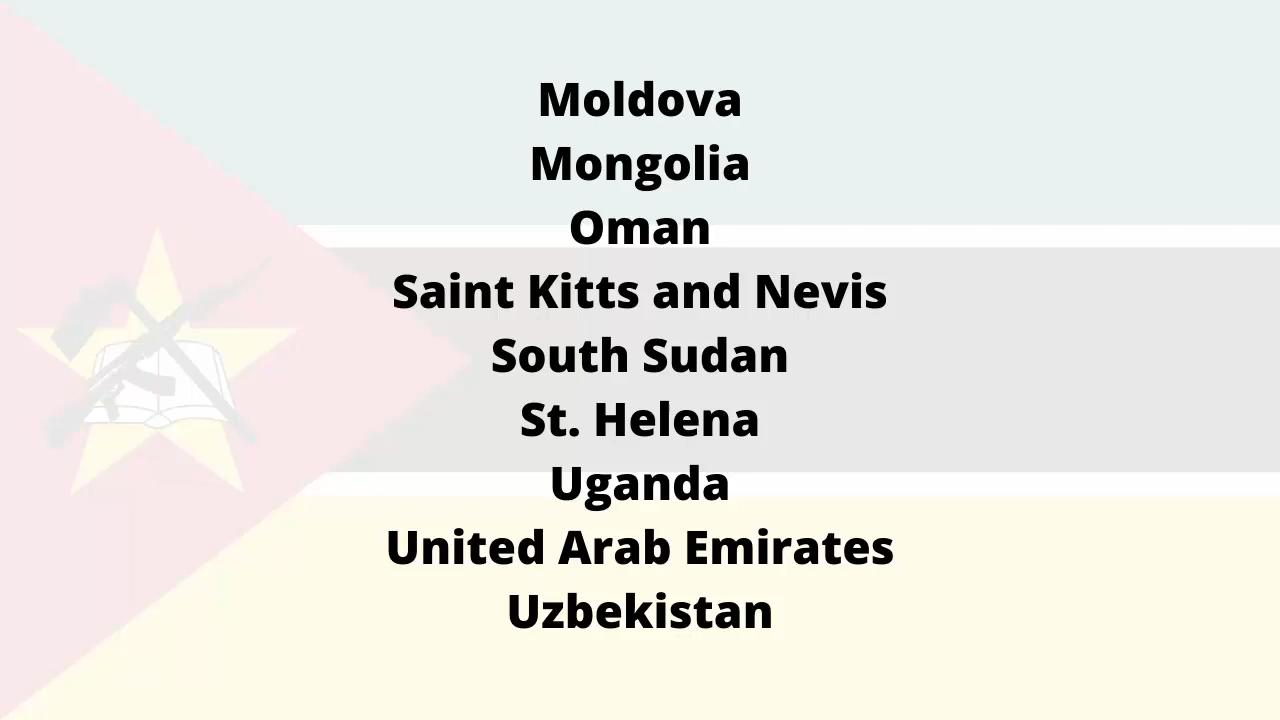 Moldova
Mongolia
Oman
Saint Kitts and Nevis
South Sudan
St. Helena
Uganda
United Arab Emirates
Uzbekistan